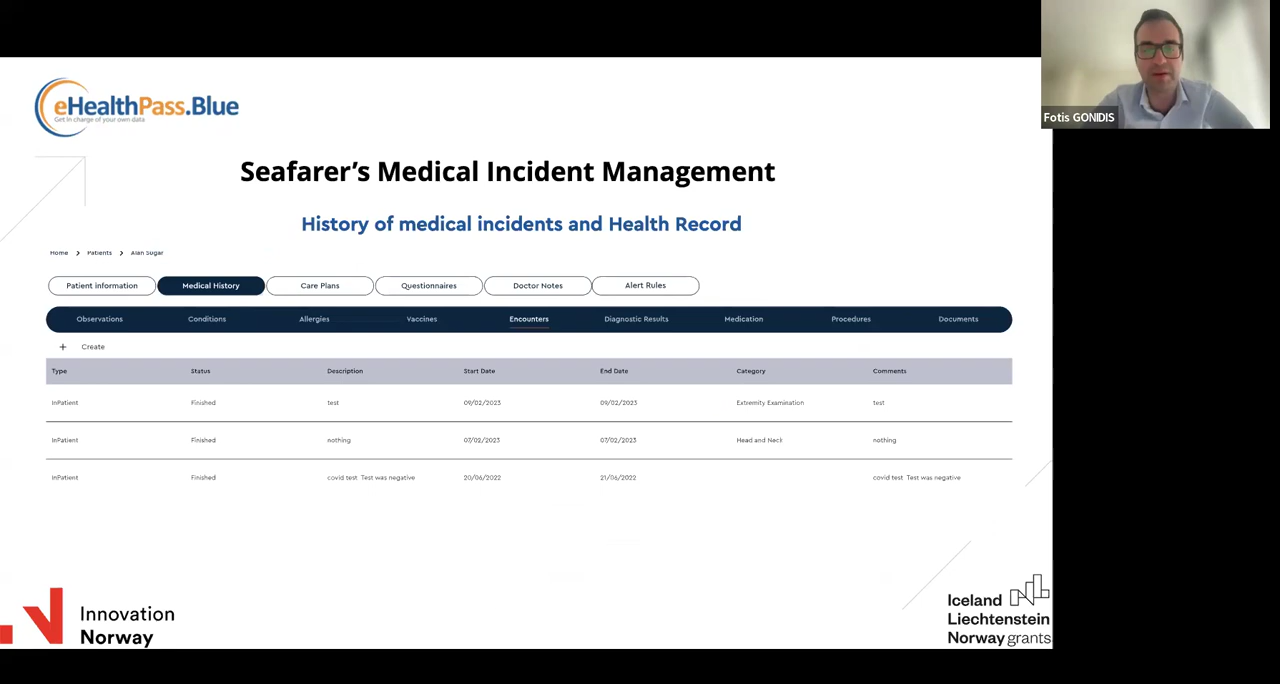 eHealthPass.Blue
Get in charge of your own data
Fotis GONIDIS
Seafarer’s Medical Incident Management
History of medical incidents and Health Record
Home > Patients > Alan Sugar
Patient information Medical History Care Plans Questionnaires Doctor Notes Alert Rules
Observations Conditions Allergies Vaccines Encounters Diagnostic Results Medication Procedures Documents
+ Create
Type Status Description Start Date End Date Category Comments
InPatient Finished test 09/02/2023 09/02/2023 Extremity Examination test
InPatient Finished nothing 07/02/2023 07/02/2023 Head and Neck nothing
InPatient Finished covid test Test was negative 20/06/2022 21/06/2022 covid test Test was negative
Innovation
Norway
Iceland
Liechtenstein
Norway grants